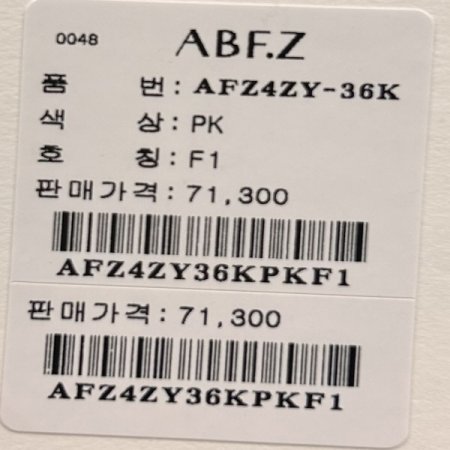 0048 ABF.Z
품 번 : AFZ4ZY-36K
색 상 : PK
호 칭 : F1
판매가격 : 71,300
AFZ4ZY36KPKF1
판매가격 : 71,300
AFZ4ZY36KPKF1